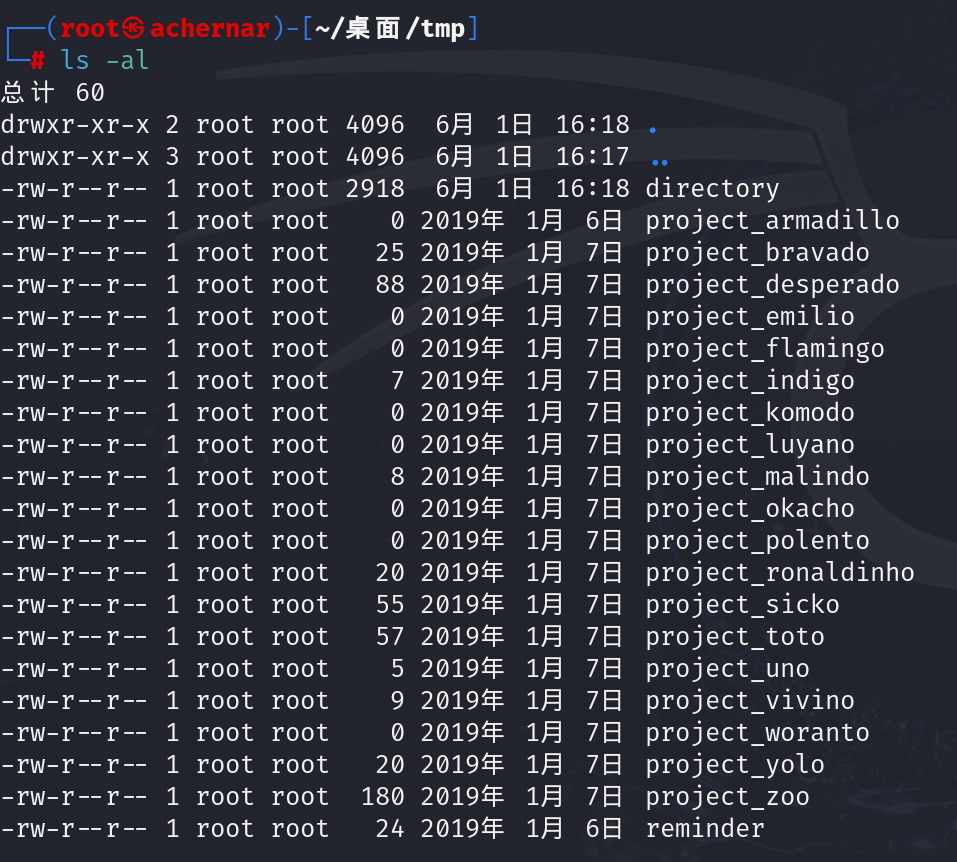 ┌──(root㉿achernar)-[~/桌面/tmp]
└─# ls -al
总计 60
drwxr-xr-x 2 root root 4096  6月  1日 16:18 .
drwxr-xr-x 3 root root 4096  6月  1日 16:17 ..
-rw-r--r-- 1 root root 2918  6月  1日 16:18 directory
-rw-r--r-- 1 root root    0 2019年  1月  6日 project_armadillo
-rw-r--r-- 1 root root   25 2019年  1月  7日 project_bravado
-rw-r--r-- 1 root root   88 2019年  1月  7日 project_desperado
-rw-r--r-- 1 root root    0 2019年  1月  7日 project_emilio
-rw-r--r-- 1 root root    0 2019年  1月  7日 project_flamingo
-rw-r--r-- 1 root root    7 2019年  1月  7日 project_indigo
-rw-r--r-- 1 root root    0 2019年  1月  7日 project_komodo
-rw-r--r-- 1 root root    0 2019年  1月  7日 project_luyano
-rw-r--r-- 1 root root    8 2019年  1月  7日 project_malindo
-rw-r--r-- 1 root root    0 2019年  1月  7日 project_okacho
-rw-r--r-- 1 root root    0 2019年  1月  7日 project_polento
-rw-r--r-- 1 root root   20 2019年  1月  7日 project_ronaldinho
-rw-r--r-- 1 root root   55 2019年  1月  7日 project_sicko
-rw-r--r-- 1 root root   57 2019年  1月  7日 project_toto
-rw-r--r-- 1 root root    5 2019年  1月  7日 project_uno
-rw-r--r-- 1 root root    9 2019年  1月  7日 project_vivino
-rw-r--r-- 1 root root    0 2019年  1月  7日 project_woranto
-rw-r--r-- 1 root root   20 2019年  1月  7日 project_yolo
-rw-r--r-- 1 root root  180 2019年  1月  7日 project_zoo
-rw-r--r-- 1 root root   24 2019年  1月  6日 reminder